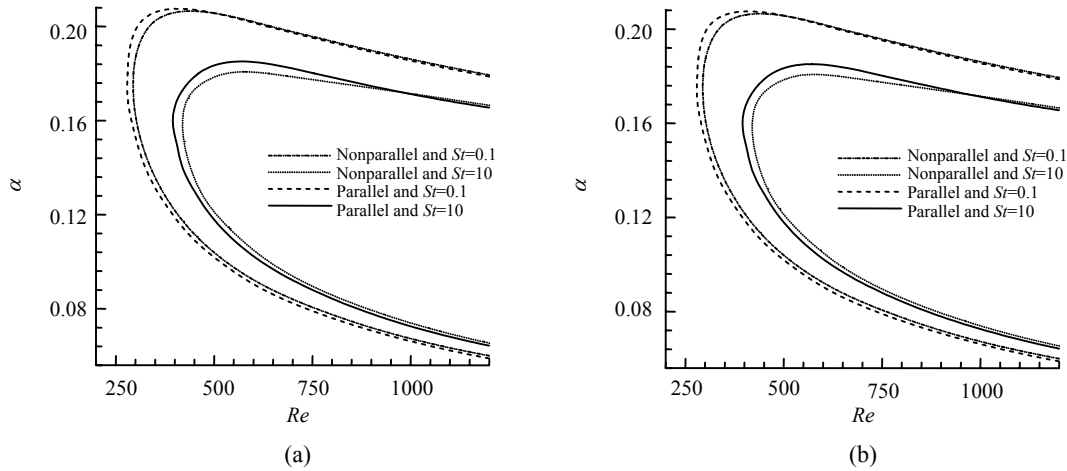 0.20
0.16
0.12
0.08
α
Nonparallel and St=0.1
Nonparallel and St=10
Parallel and St=0.1
Parallel and St=10
250 500 750 1000
Re
(a)
0.20
0.16
0.12
0.08
α
Nonparallel and St=0.1
Nonparallel and St=10
Parallel and St=0.1
Parallel and St=10
250 500 750 1000
Re
(b)